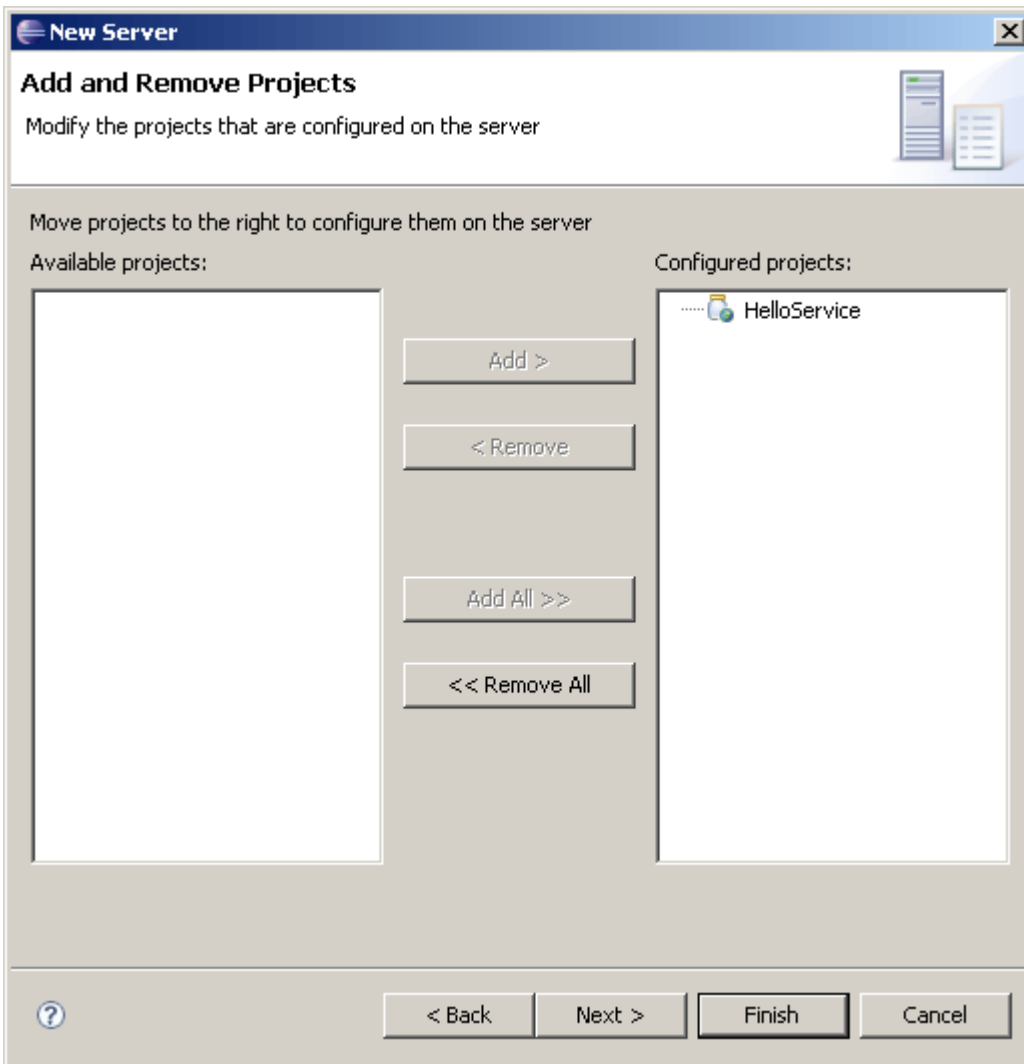 New Server
Add and Remove Projects
Modify the projects that are configured on the server
Move projects to the right to configure them on the server
Available projects:
Configured projects:
HelloService
Add >
< Remove
Add All >>
<< Remove All
?
< Back
Next >
Finish
Cancel